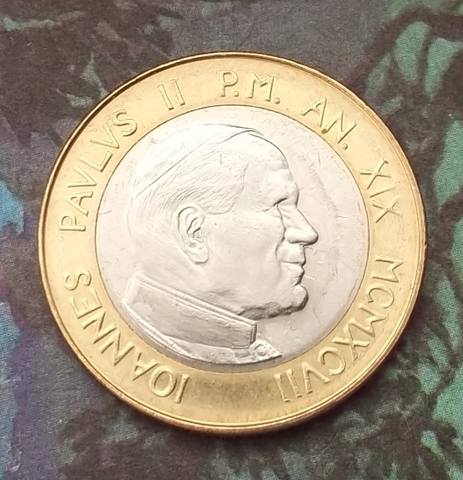 IOANNES PAVLVS II P.M. AN. XIX MCMXCVII